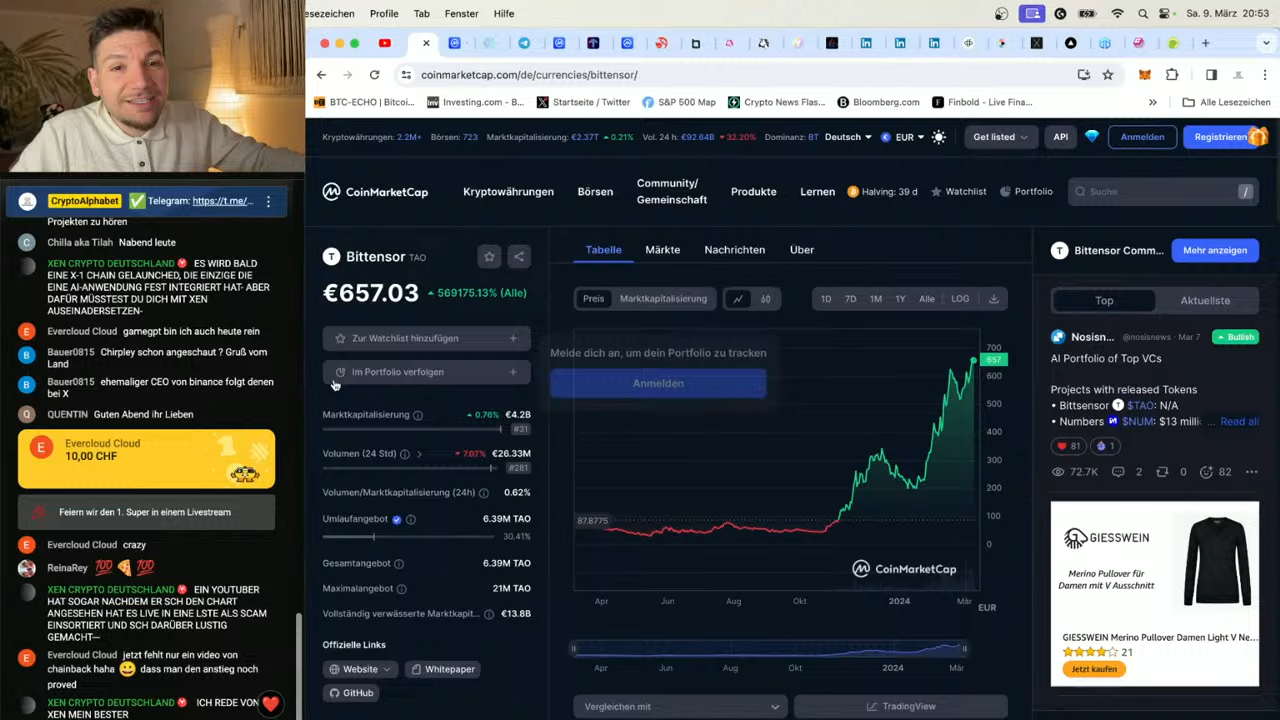 esezeichen Profile Tab Fenster Hilfe
Sa. 9. März 20:53
coinmarketcap.com/de/currencies/bittensor/
BTC-ECHO | Bitcoi...
Investing.com - B...
Startseite / Twitter
S&P 500 Map
Crypto News Flas...
Bloomberg.com
Finbold - Live Fina...
Alle Lesezeichen
Kryptowährungen: 2.2M+ Börsen: 723 Marktkapitalisierung: €2.37T 0.21% Vol. 24 h: €92.64B 32.20% Dominanz: BT Deutsch EUR
Get listed
API
Anmelden
Registrieren
CoinMarketCap
Kryptowährungen
Börsen
Community/
Gemeinschaft
Produkte
Lernen
Halving: 39 d
Watchlist
Portfolio
Suche
/
CryptoAlphabet Telegram: https://t.me/...
Projekten zu hören
Chilla aka Tilah Nabend leute
XEN CRYPTO DEUTSCHLAND ES WIRD BALD
EINE X-1 CHAIN GELAUNCHED, DIE EINZIGE DIE
EINE AI-ANWENDUNG FEST INTEGRIERT HAT- ABER
DAFÜR MÜSSTEST DU DICH MIT XEN
AUSEINADERSETZEN-
Evercloud Cloud gamegpt bin ich auch heute rein
Bauer0815 Chirpley schon angeschaut ? Gruß vom
Land
Bauer0815 ehemaliger CEO von binance folgt denen
bei X
QUENTIN Guten Abend ihr Lieben
Evercloud Cloud
10,00 CHF
Feiern wir den 1. Super in einem Livestream
Evercloud Cloud crazy
ReinaRey 💯 🍕 💯
XEN CRYPTO DEUTSCHLAND EIN YOUTUBER
HAT SOGAR NACHDEM ER SCH DEN CHART
ANGESEHEN HAT ES LIVE IN EINE LSTE ALS SCAM
EINSORTIERT UND SCH DARÜBER LUSTIG
GEMACHT---
Evercloud Cloud jetzt fehlt nur ein video von
chainback haha 😀 dass man den anstieg noch
proved
XEN CRYPTO DEUTSCHLAND ICH REDE VON
XEN MEIN BESTER
Bittensor TAO
€657.03 569175.13% (Alle)
Zur Watchlist hinzufügen +
Im Portfolio verfolgen +
Marktkapitalisierung 0.76% €4.2B
#31
Volumen (24 Std) 7.07% €26.33M
#281
Volumen/Marktkapitalisierung (24h) 0.62%
Umlaufangebot 6.39M TAO
30.41%
Gesamtangebot 6.39M TAO
Maximalangebot 21M TAO
Vollständig verwässerte Marktkapit... €13.8B
Offizielle Links
Website
Whitepaper
GitHub
Tabelle Märkte Nachrichten Über
Preis Marktkapitalisierung
1D 7D 1M 1Y Alle LOG
Melde dich an, um dein Portfolio zu tracken
Anmelden
700
657
600
500
400
300
200
100
0
87.8775
CoinMarketCap
Apr Jun Aug Okt 2024 Mär
EUR
Apr Jun Aug Okt 2024 Mär
Vergleichen mit
TradingView
Bittensor Comm...
Mehr anzeigen
Top Aktuellste
Nosisn... @nosisnews · Mar 7 Bullish
AI Portfolio of Top VCs
Projects with released Tokens
• Bittensor $TAO: N/A
• Numbers $NUM: $13 milli... Read all
81 1
72.7K 2 0 82
GIESSWEIN
Merino Pullover für
Damen mit V Ausschnitt
GIESSWEIN Merino Pullover Damen Light V Ne...
21
Jetzt kaufen